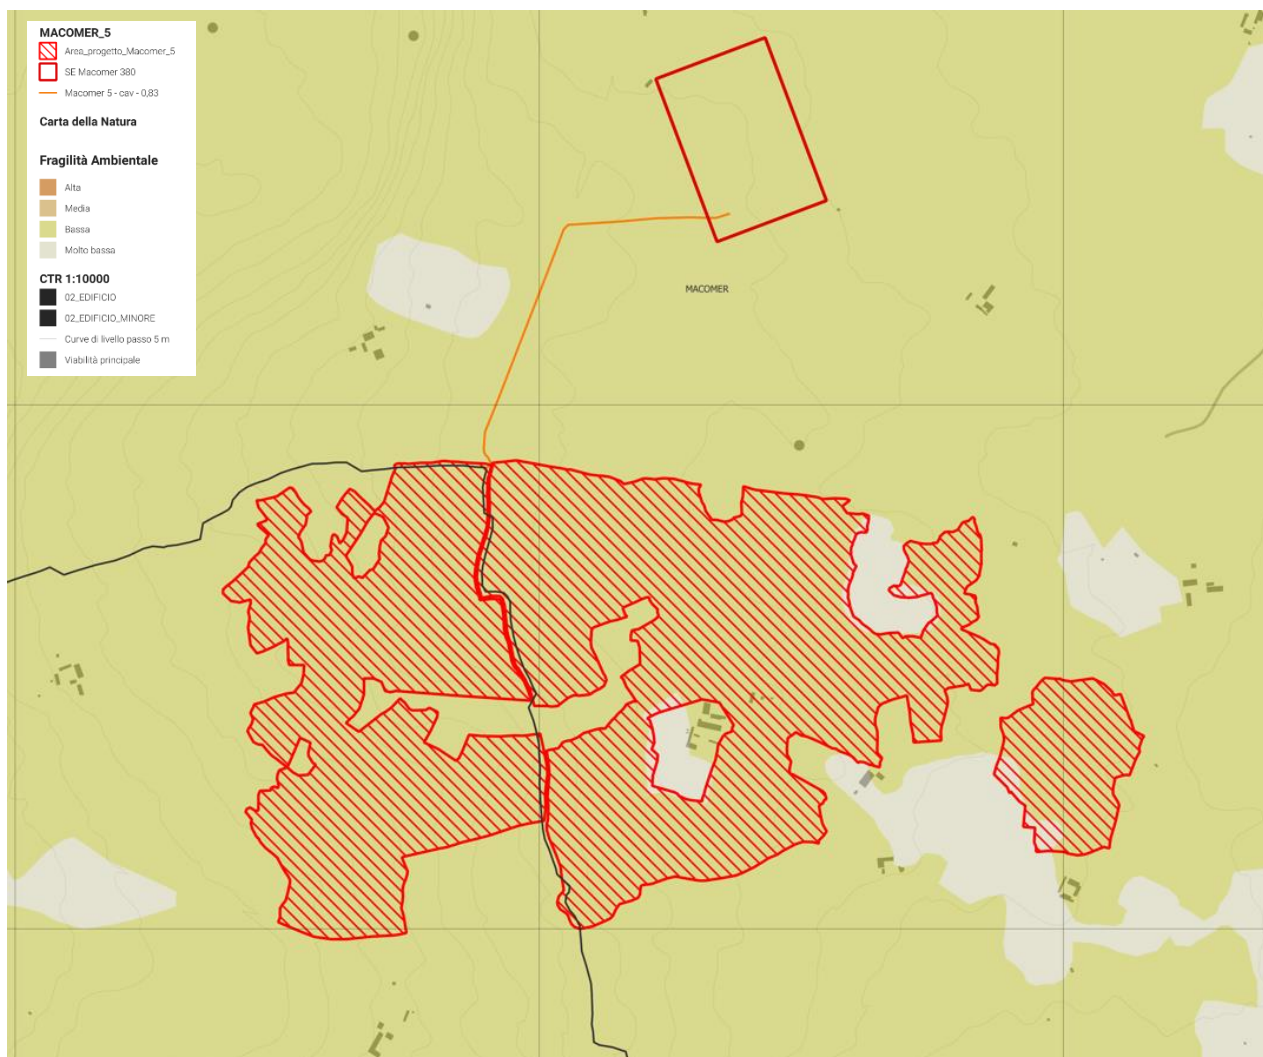 MACOMER_5
Area_progetto_Macomer_5
SE Macomer 380
Macomer 5 - cav - 0,83
Carta della Natura
Fragilità Ambientale
Alta
Media
Bassa
Molto bassa
CTR 1:10000
02_EDIFICIO
02_EDIFICIO_MINORE
Curve di livello passo 5 m
Viabilità principale
MACOMER